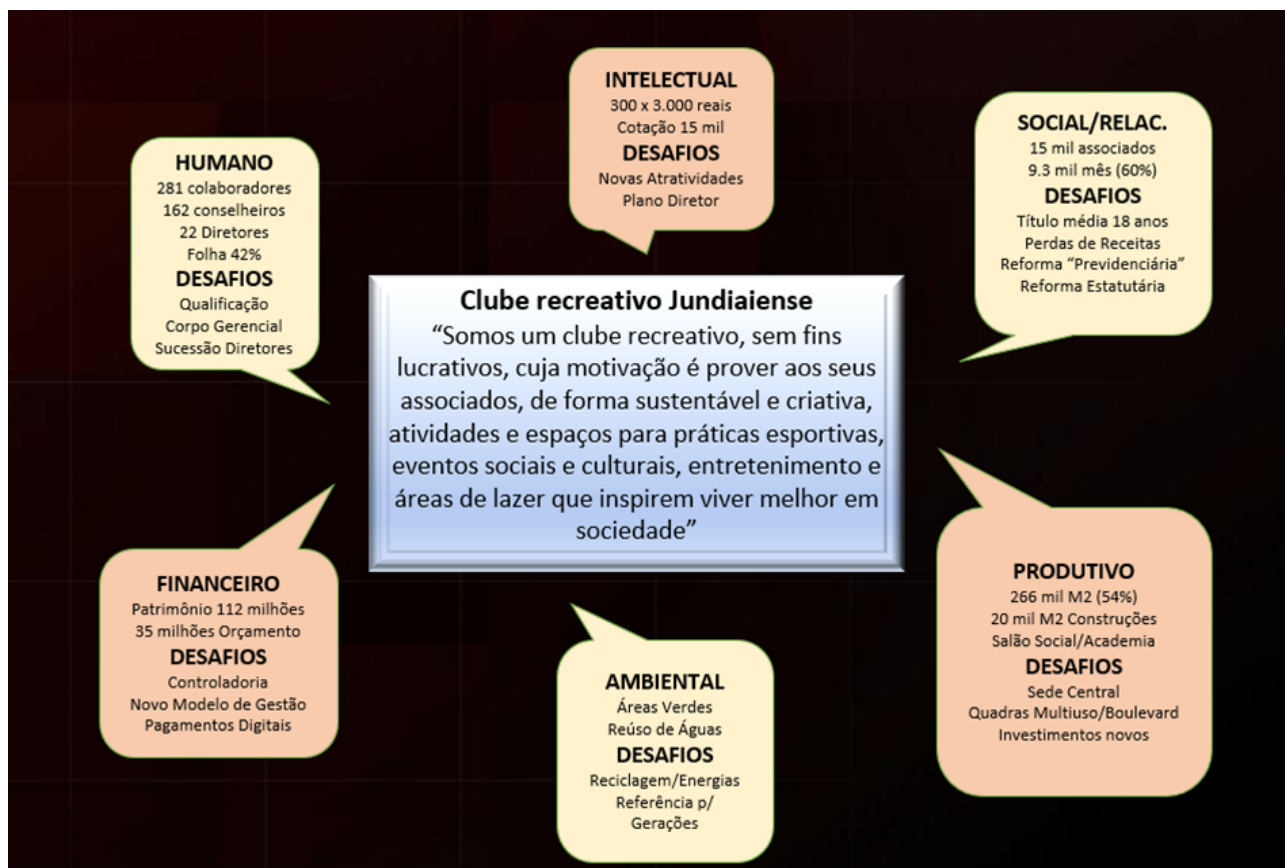 INTELECTUAL
300 x 3.000 reais
Cotação 15 mil
DESAFIOS
Novas Atratividades
Plano Diretor
SOCIAL/RELAC.
15 mil associados
9.3 mil mês (60%)
DESAFIOS
Título média 18 anos
Perdas de Receitas
Reforma “Previdenciária”
Reforma Estatutária
HUMANO
281 colaboradores
162 conselheiros
22 Diretores
Folha 42%
DESAFIOS
Qualificação
Corpo Gerencial
Sucessão Diretores
Clube recreativo Jundiaiense
“Somos um clube recreativo, sem fins
lucrativos, cuja motivação é prover aos seus
associados, de forma sustentável e criativa,
atividades e espaços para práticas esportivas,
eventos sociais e culturais, entretenimento e
áreas de lazer que inspirem viver melhor em
sociedade”
FINANCEIRO
Patrimônio 112 milhões
35 milhões Orçamento
DESAFIOS
Controladoria
Novo Modelo de Gestão
Pagamentos Digitais
AMBIENTAL
Áreas Verdes
Reúso de Águas
DESAFIOS
Reciclagem/Energias
Referência p/
Gerações
PRODUTIVO
266 mil M2 (54%)
20 mil M2 Construções
Salão Social/Academia
DESAFIOS
Sede Central
Quadras Multiuso/Boulevard
Investimentos novos